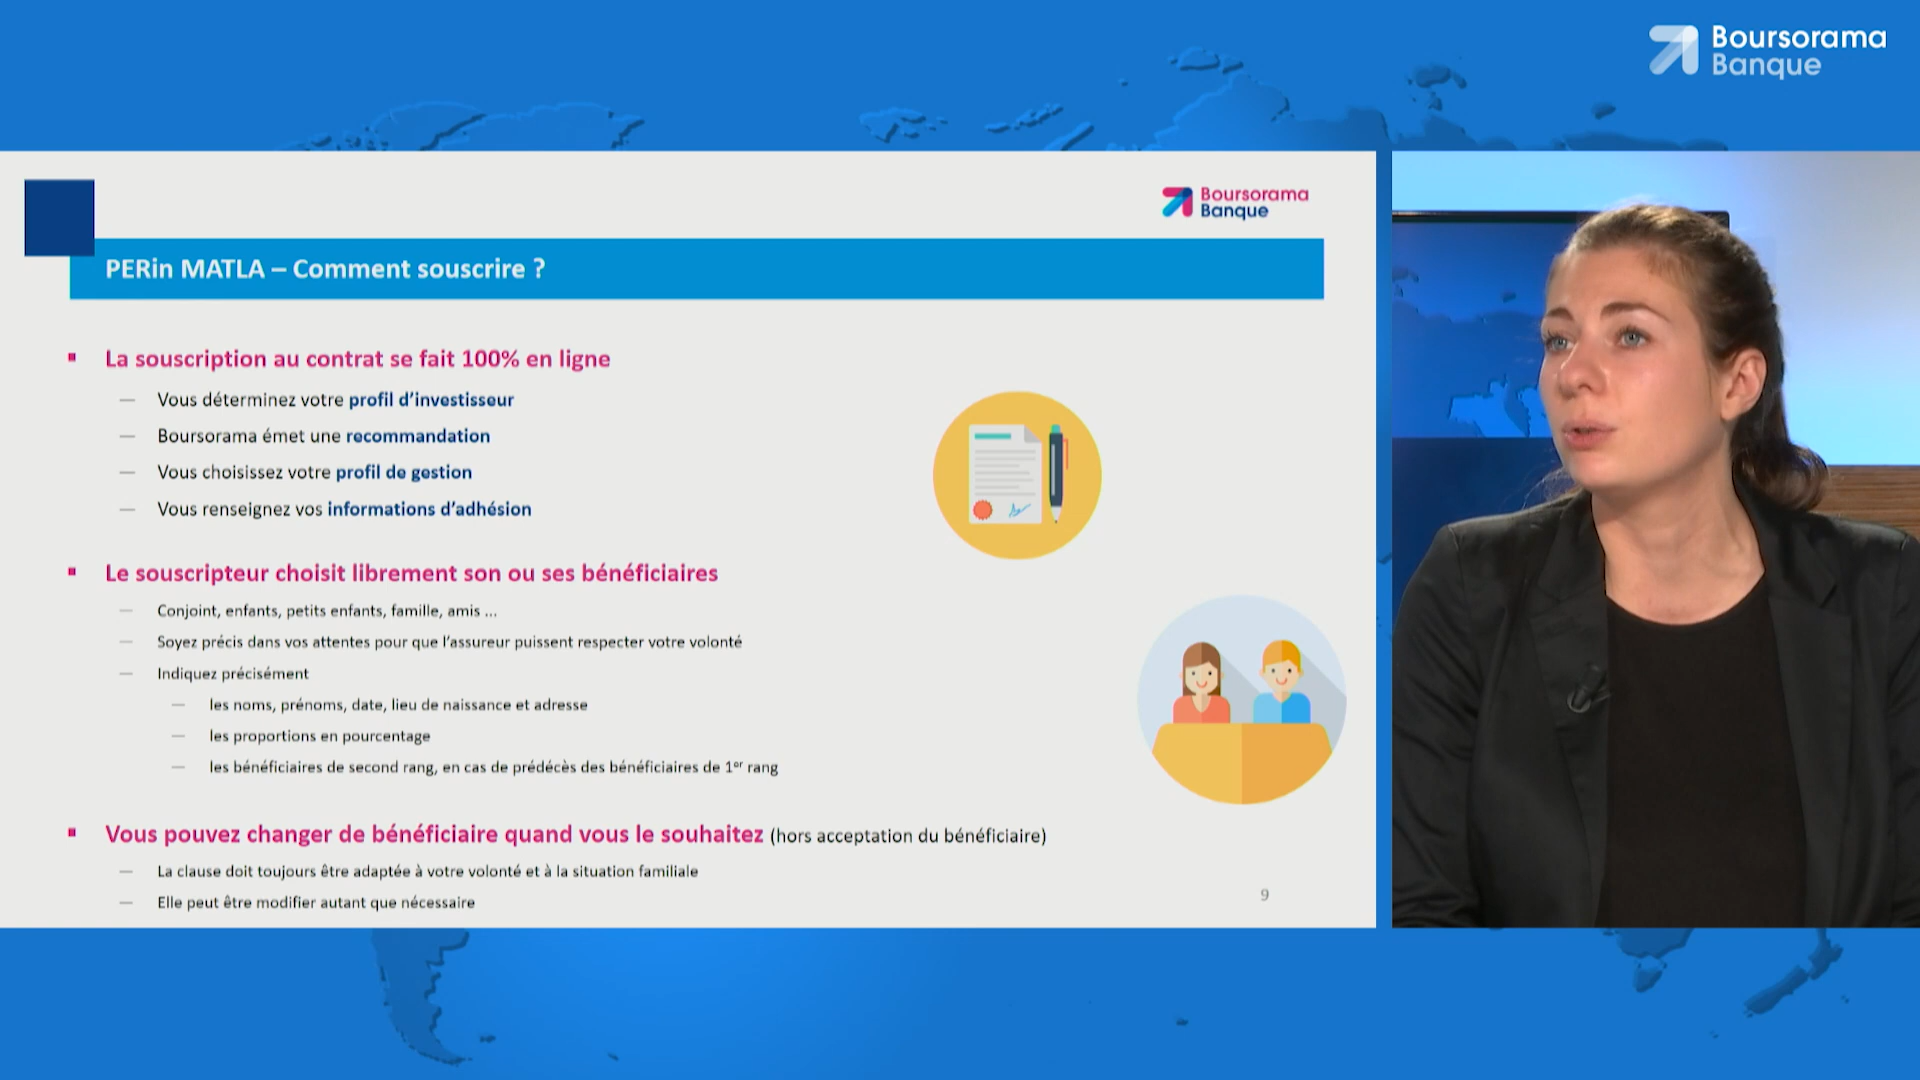 Boursorama
Banque
Boursorama
Banque
PERin MATLA – Comment souscrire ?
La souscription au contrat se fait 100% en ligne
Vous déterminez votre profil d’investisseur
Boursorama émet une recommandation
Vous choisissez votre profil de gestion
Vous renseignez vos informations d’adhésion
Le souscripteur choisit librement son ou ses bénéficiaires
Conjoint, enfants, petits enfants, famille, amis ...
Soyez précis dans vos attentes pour que l’assureur puissent respecter votre volonté
Indiquez précisément
les noms, prénoms, date, lieu de naissance et adresse
les proportions en pourcentage
les bénéficiaires de second rang, en cas de prédécès des bénéficiaires de 1er rang
Vous pouvez changer de bénéficiaire quand vous le souhaitez (hors acceptation du bénéficiaire)
La clause doit toujours être adaptée à votre volonté et à la situation familiale
Elle peut être modifier autant que nécessaire
9